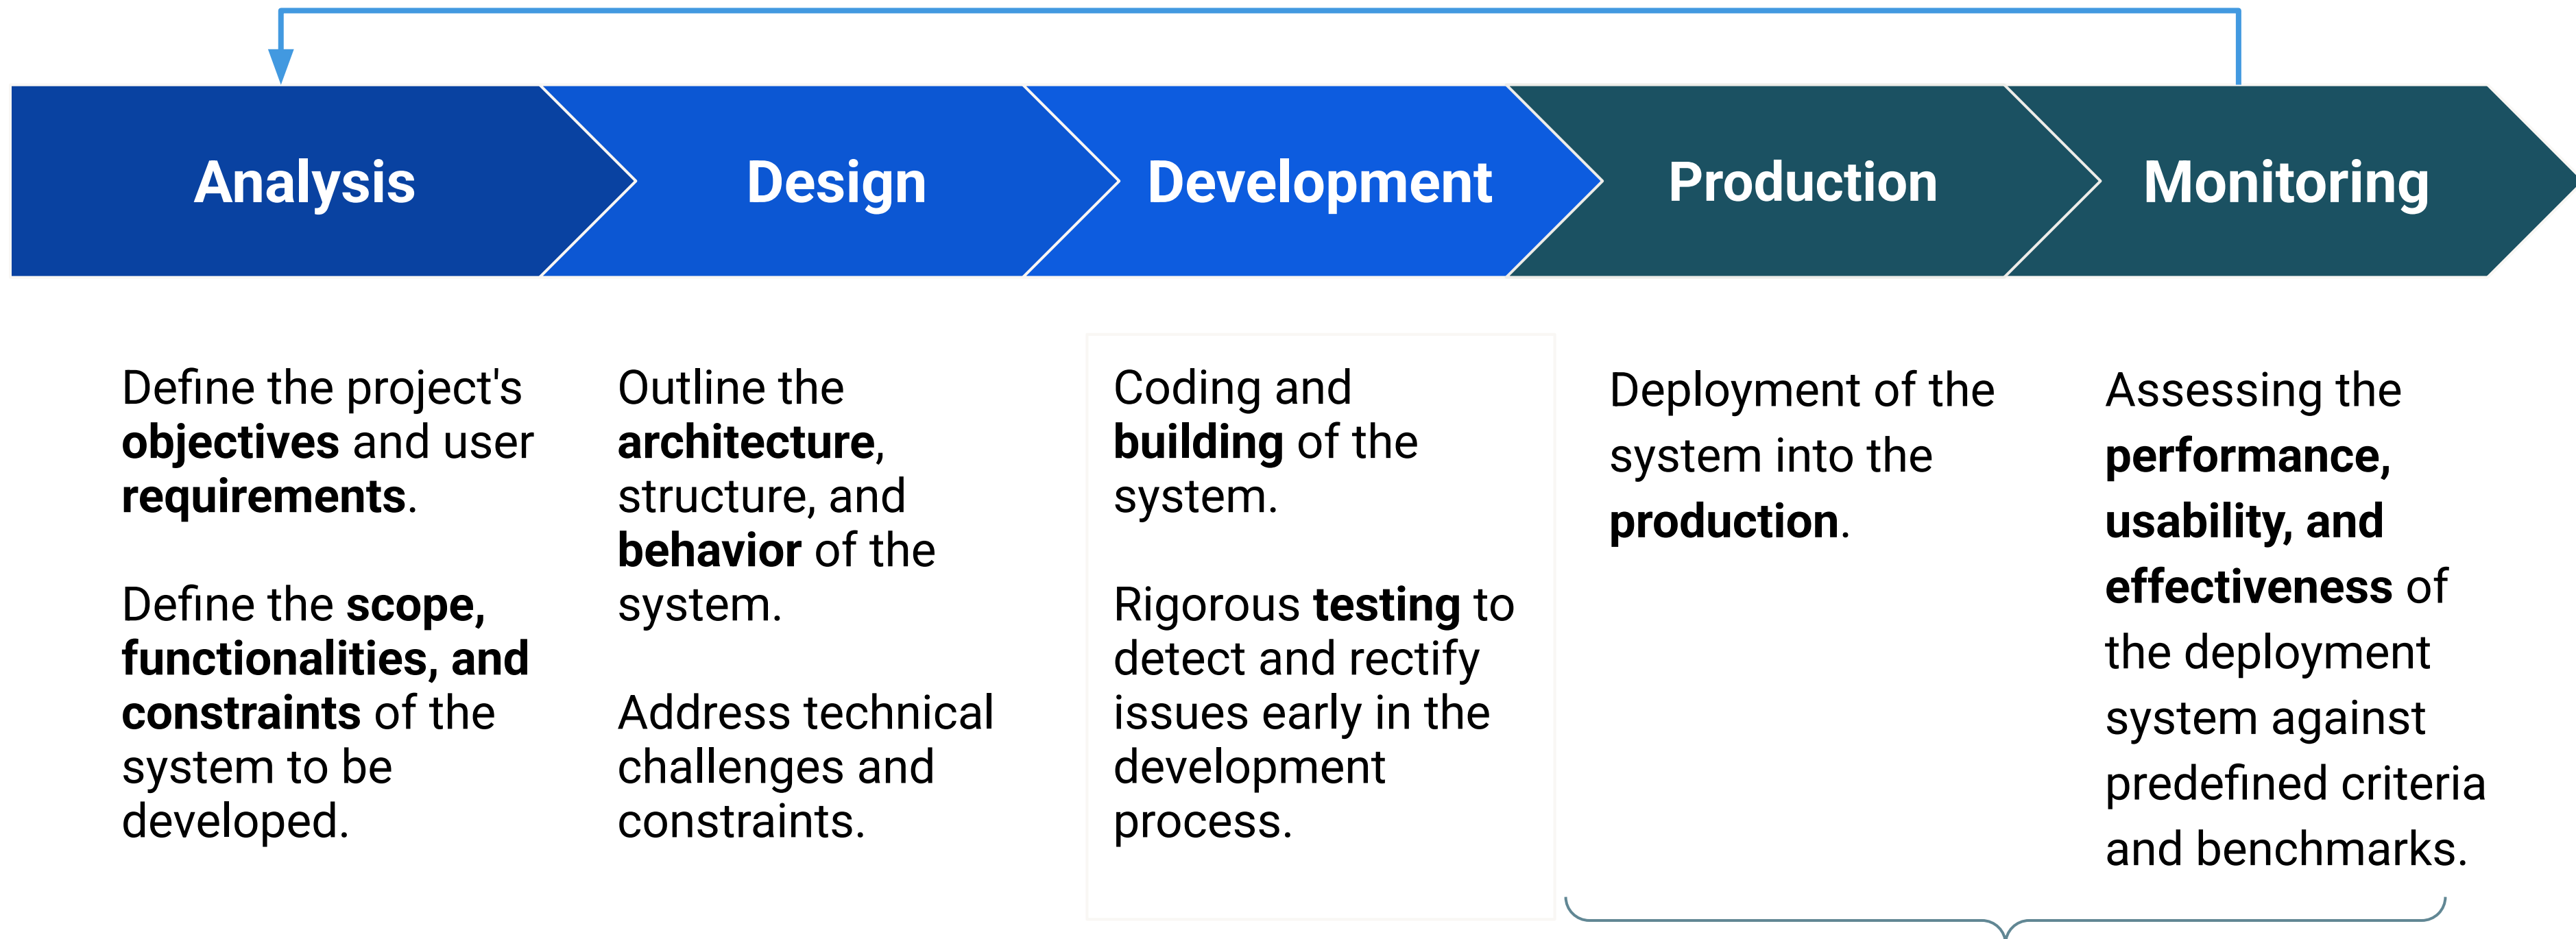 Analysis
Design
Development
Production
Monitoring
Define the project's
objectives and user
requirements.
Define the scope,
functionalities, and
constraints of the
system to be
developed.
Outline the
architecture,
structure, and
behavior of the
system.
Address technical
challenges and
constraints.
Coding and
building of the
system.
Rigorous testing to
detect and rectify
issues early in the
development
process.
Deployment of the
system into the
production.
Assessing the
performance,
usability, and
effectiveness of
the deployment
system against
predefined criteria
and benchmarks.